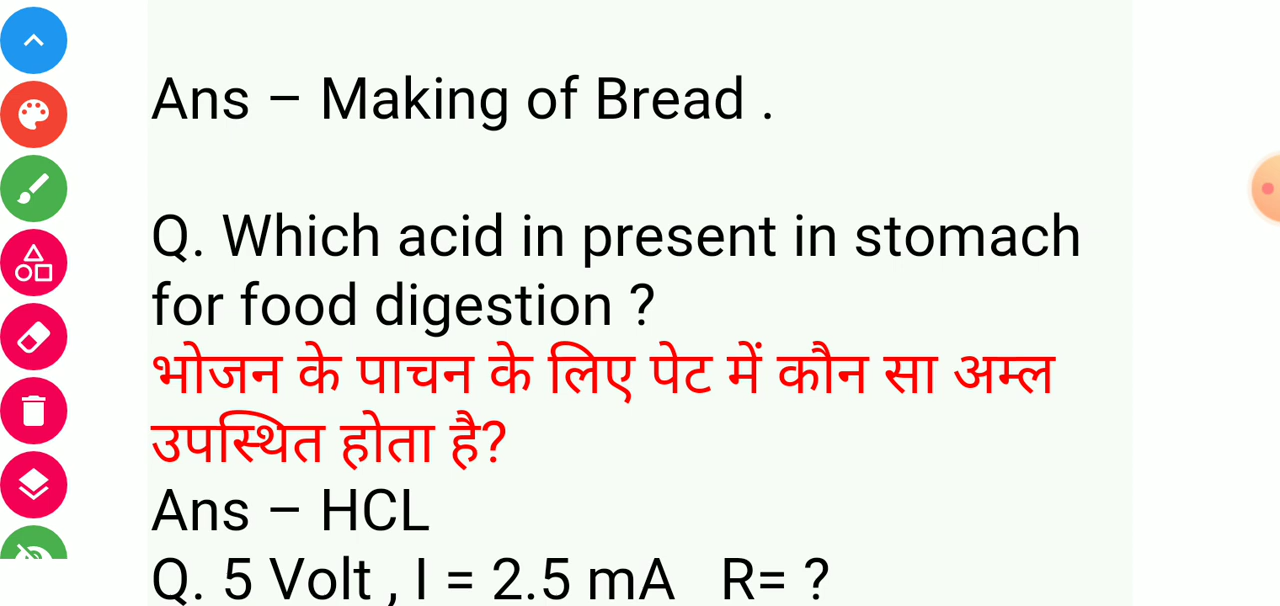 Ans – Making of Bread .
Q. Which acid in present in stomach
for food digestion ?
भोजन के पाचन के लिए पेट में कौन सा अम्ल
उपस्थित होता है?
Ans – HCL
Q. 5 Volt , I = 2.5 mA R= ?